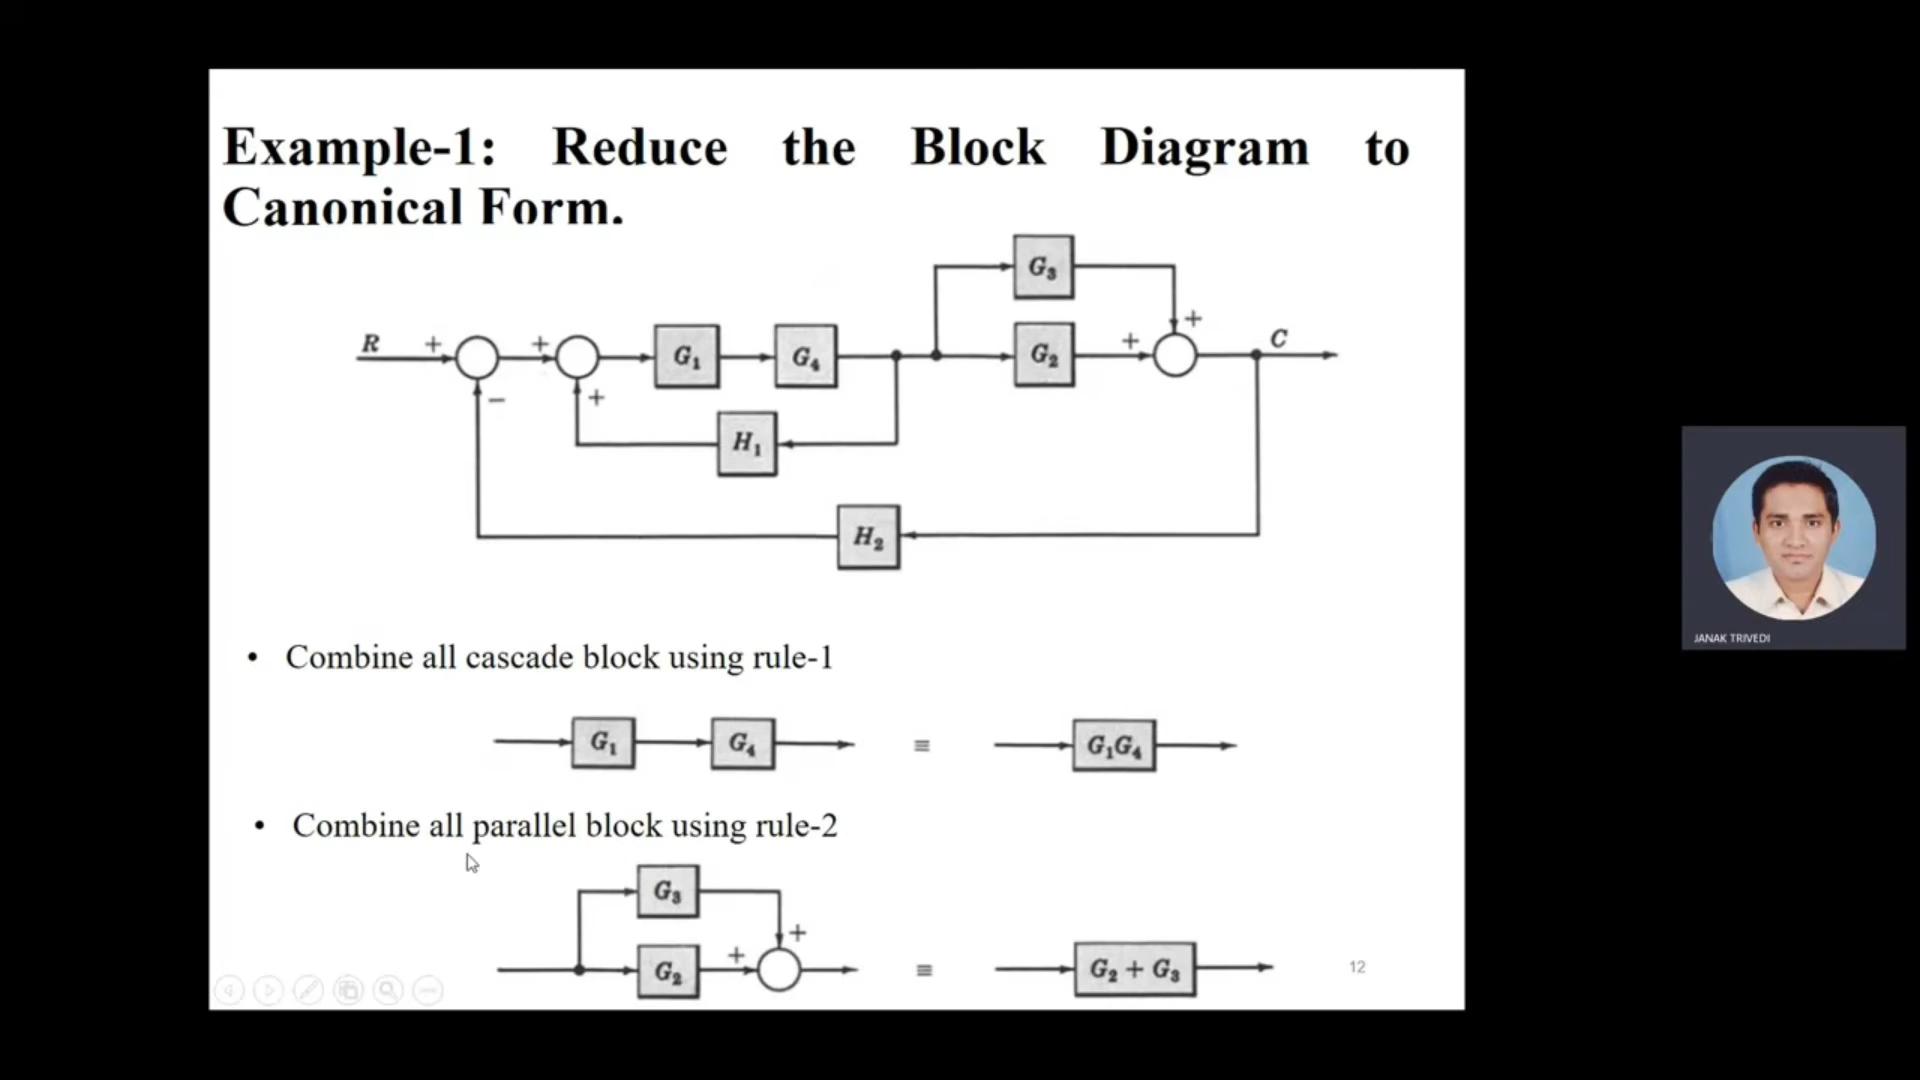 Example-1: Reduce the Block Diagram to
Canonical Form.
G₃
R + + G₁ G₄ G₂ + + C
− + H₁
H₂
• Combine all cascade block using rule-1
G₁ G₄ ≡ G₁G₄
• Combine all parallel block using rule-2
G₃
+
G₂ + ≡ G₂ + G₃
12
JANAK TRIVEDI